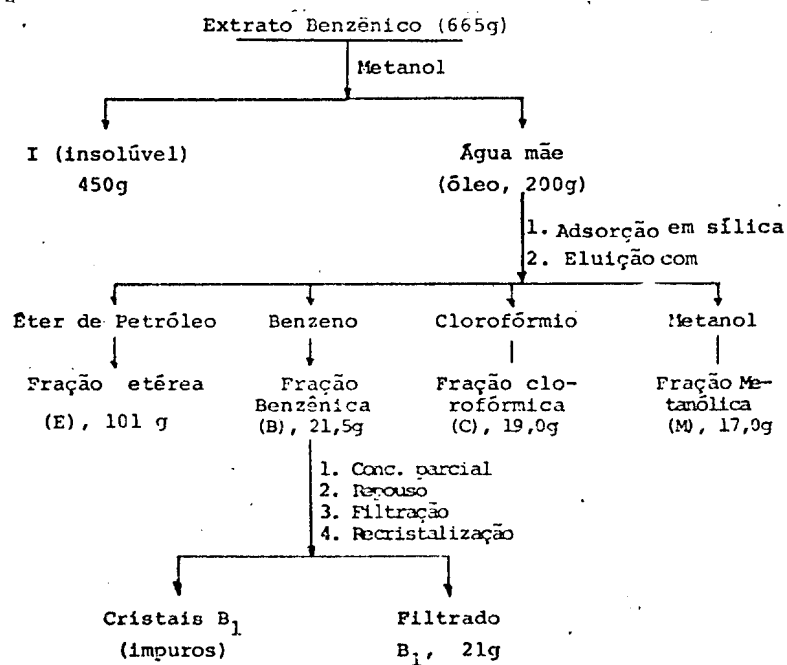 Extrato Benzênico (665g)
Metanol
I (insolúvel)
450g
Água mãe
(óleo, 200g)
1. Adsorção em sílica
2. Eluição com
Éter de Petróleo
Benzeno
Clorofórmio
Metanol
Fração etérea
(E), 101 g
Fração
Benzênica
(B), 21,5g
Fração clo-
rofórmica
(C), 19,0g
Fração Me-
tanólica
(M), 17,0g
1. Conc. parcial
2. Repouso
3. Filtração
4. Recristalização
Cristais B1
(impuros)
Filtrado
B1, 21g